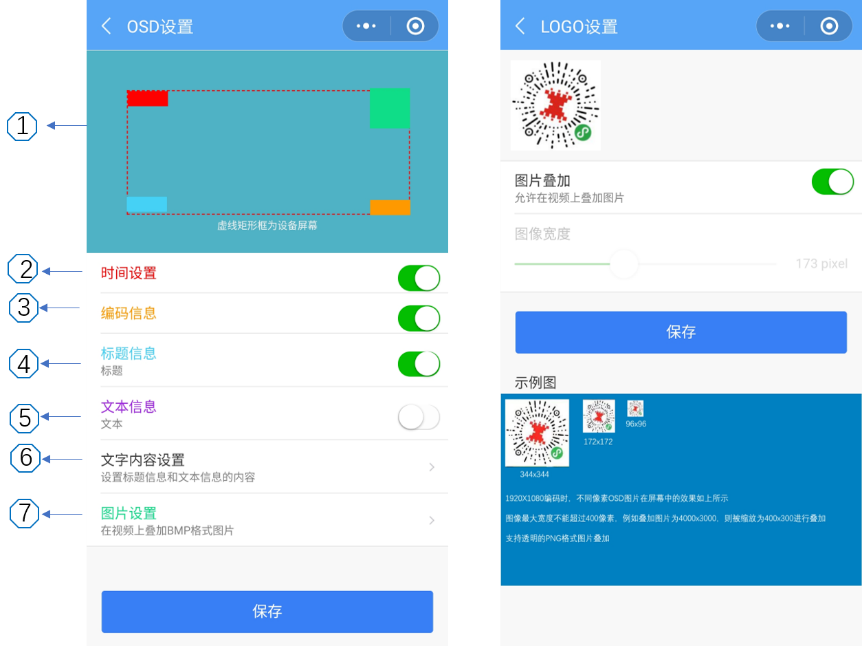 OSD设置
1
虚线矩形框为设备屏幕
2
时间设置
3
编码信息
4
标题信息
标题
5
文本信息
文本
6
文字内容设置
设置标题信息和文本信息的内容
7
图片设置
在视频上叠加BMP格式图片
保存
LOGO设置
图片叠加
允许在视频上叠加图片
图像宽度
173 pixel
保存
示例图
344x344
172x172
96x96
1920X1080编码时，不同像素OSD图片在屏幕中的效果如上所示
图像最大宽度不能超过400像素，例如叠加图片为4000x3000，则被缩放为400x300进行叠加
支持透明的PNG格式图片叠加